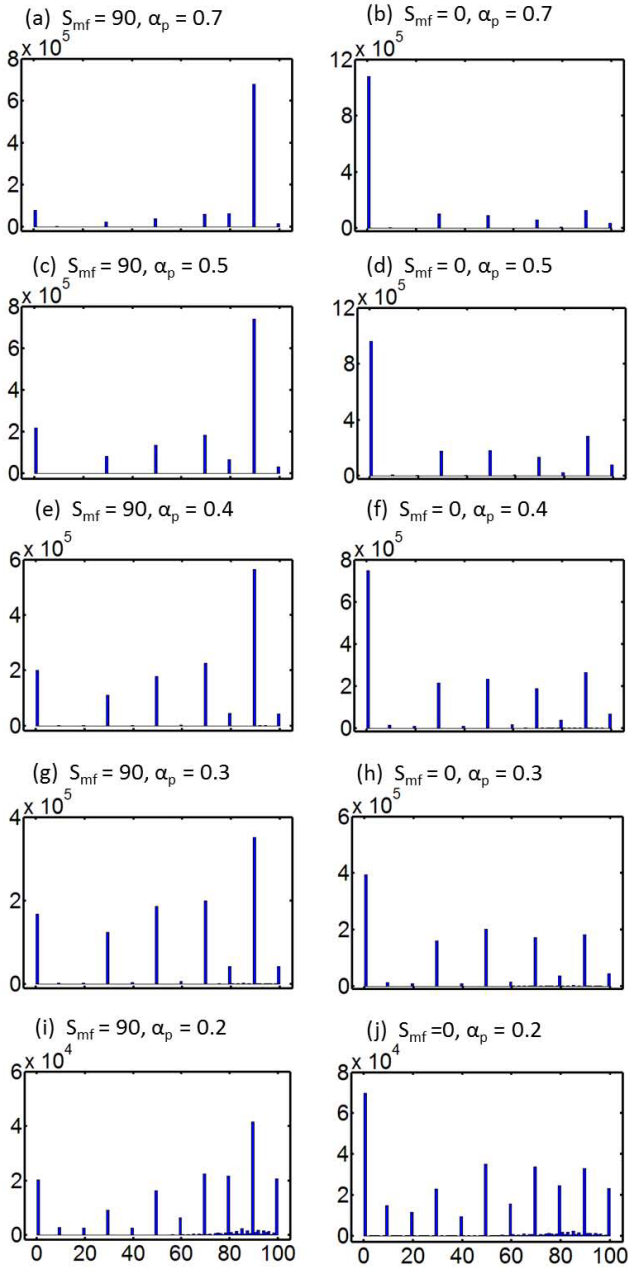 (a) Smf = 90, αp = 0.7
(b) Smf = 0, αp = 0.7
x 10^5
8
6
4
2
0
x 10^5
12
8
4
0
(c) Smf = 90, αp = 0.5
(d) Smf = 0, αp = 0.5
x 10^5
8
6
4
2
0
x 10^5
12
8
4
0
(e) Smf = 90, αp = 0.4
(f) Smf = 0, αp = 0.4
x 10^5
6
4
2
0
x 10^5
8
6
4
2
0
(g) Smf = 90, αp = 0.3
(h) Smf = 0, αp = 0.3
x 10^5
4
2
0
x 10^5
6
4
2
0
(i) Smf = 90, αp = 0.2
(j) Smf =0, αp = 0.2
x 10^4
6
4
2
0
x 10^4
8
6
4
2
0
0 20 40 60 80 100
0 20 40 60 80 100